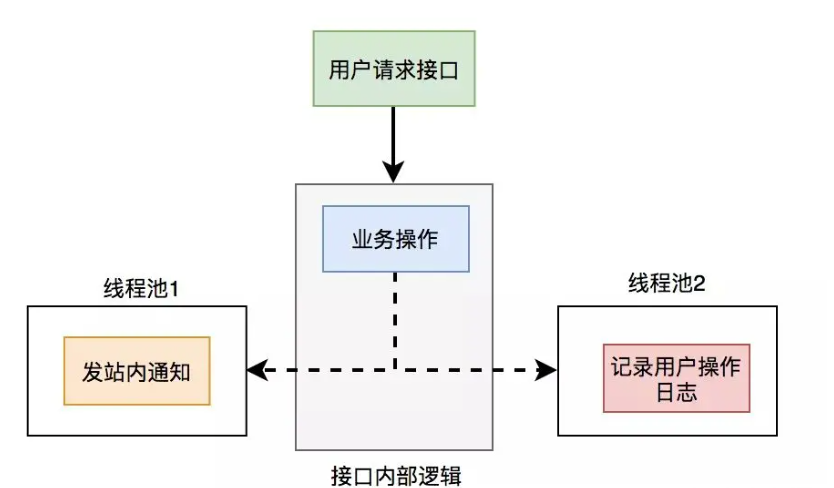 用户请求接口
业务操作
线程池1
线程池2
发站内通知
记录用户操作
日志
接口内部逻辑